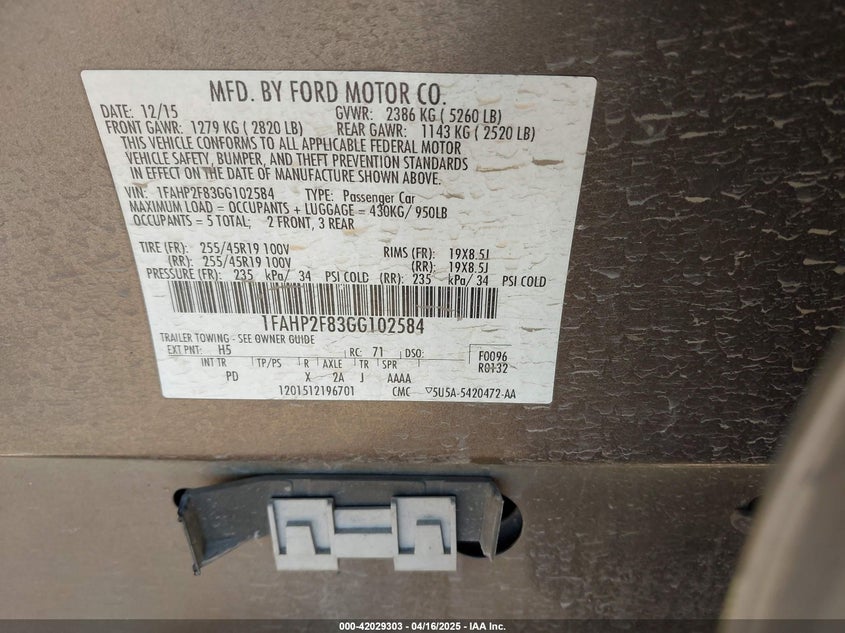 MFD. BY FORD MOTOR CO.
DATE: 12/15 GVWR: 2386 KG ( 5260 LB)
FRONT GAWR: 1279 KG ( 2820 LB) REAR GAWR: 1143 KG ( 2520 LB)
THIS VEHICLE CONFORMS TO ALL APPLICABLE FEDERAL MOTOR
VEHICLE SAFETY, BUMPER, AND THEFT PREVENTION STANDARDS
IN EFFECT ON THE DATE OF MANUFACTURE SHOWN ABOVE.
VIN: 1FAHP2F83GG102584 TYPE: Passenger Car
MAXIMUM LOAD = OCCUPANTS + LUGGAGE = 430KG/ 950LB
OCCUPANTS = 5 TOTAL; 2 FRONT, 3 REAR
TIRE (FR): 255/45R19 100V RIMS (FR): 19X8.5J
(RR): 255/45R19 100V (RR): 19X8.5J
PRESSURE (FR): 235 kPa/ 34 PSI COLD (RR): 235 kPa/ 34 PSI COLD
1FAHP2F83GG102584
TRAILER TOWING - SEE OWNER GUIDE
EXT PNT: H5 RC: 71 DSO: F0096
INT TR TP/PS R AXLE TR SPR R0132
PD X 2A J AAAA
1201512196701 CMC ▽5U5A-5420472-AA
000-42029303 - 04/16/2025 - IAA Inc.